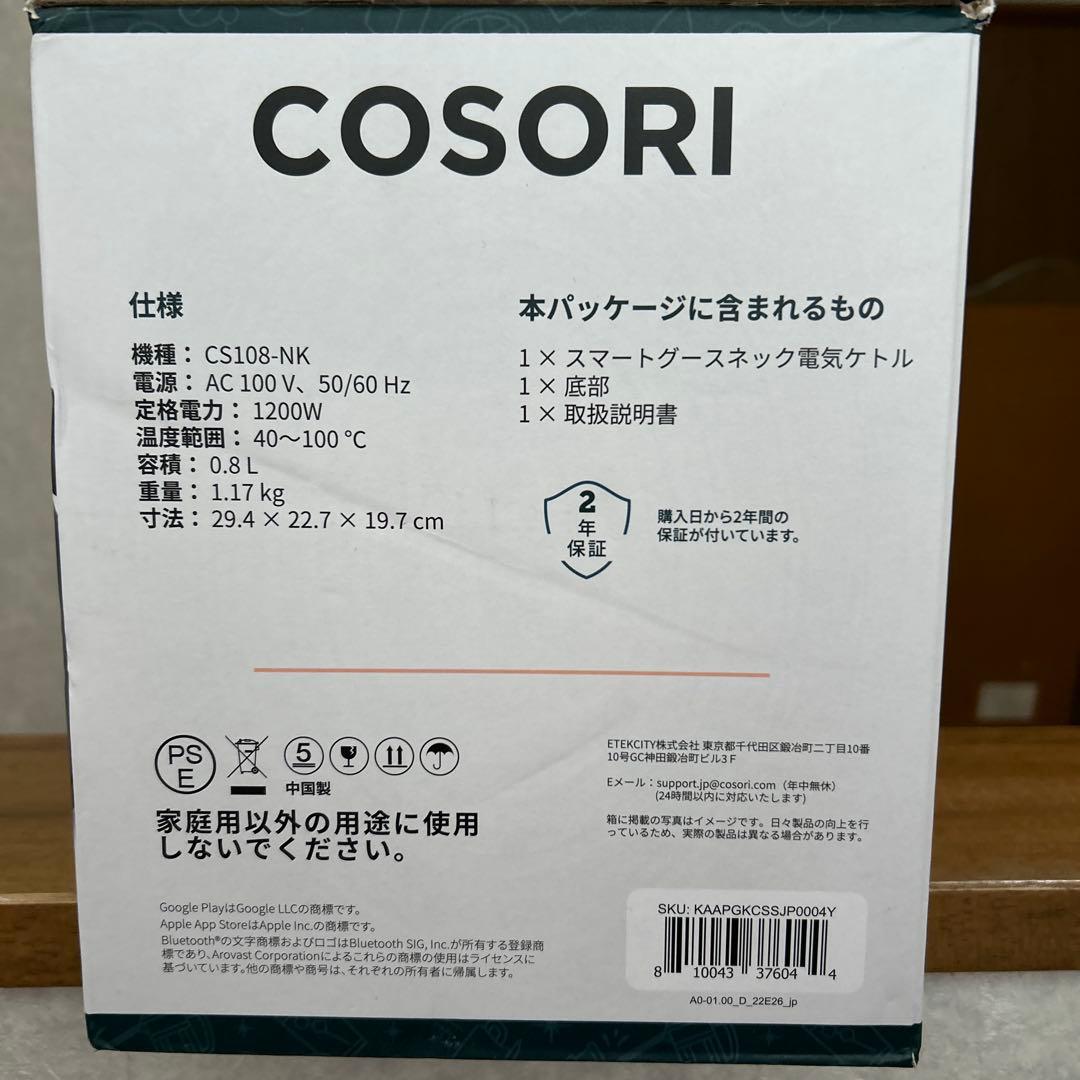 COSORI
仕様
機種： CS108-NK
電源： AC 100 V、50/60 Hz
定格電力： 1200W
温度範囲： 40～100 ℃
容積： 0.8 L
重量： 1.17 kg
寸法： 29.4 × 22.7 × 19.7 cm
本パッケージに含まれるもの
1 × スマートグースネック電気ケトル
1 × 底部
1 × 取扱説明書
2
年
保証
購入日から2年間の
保証が付いています。
PS
E
5
中国製
家庭用以外の用途に使用
しないでください。
ETEKCITY株式会社 東京都千代田区鍛冶町二丁目10番
10号GC神田鍛冶町ビル3Ｆ
Eメール：support.jp@cosori.com（年中無休）
(24時間以内に対応いたします)
箱に掲載の写真はイメージです。日々製品の向上を行
っているため、実際の製品は異なる場合があります。
Google PlayはGoogle LLCの商標です。
Apple App StoreはApple Inc.の商標です。
Bluetooth®の文字商標およびロゴはBluetooth SIG, Inc.が所有する登録商
標であり、Arovast Corporationによるこれらの商標の使用はライセンスに
基づいています。他の商標や商号は、それぞれの所有者に帰属します。
SKU: KAAPGKCSSJP0004Y
8 10043 37604 4
A0-01.00_D_22E26_jp